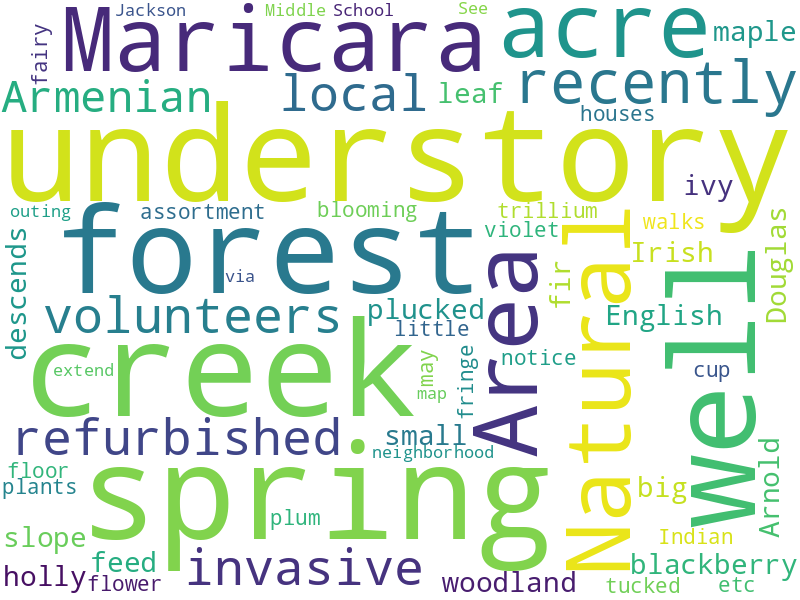 Jackson
Middle
School
See
Maricara
acre
maple
fairy
Armenian
local
leaf
recently
houses
understory
ivy
outing
assortment
blooming
trillium
walks
violet
forest
Natural
Area
Irish
Douglas
descends
via
fir
well
volunteers
plucked
little
English
creek
extend
may
map
fringe
notice
cup
refurbished
small
neighborhood
floor
plants
spring
plum
big
Arnold
slope
Indian
feed
invasive
holly
flower
woodland
blackberry
tucked
etc